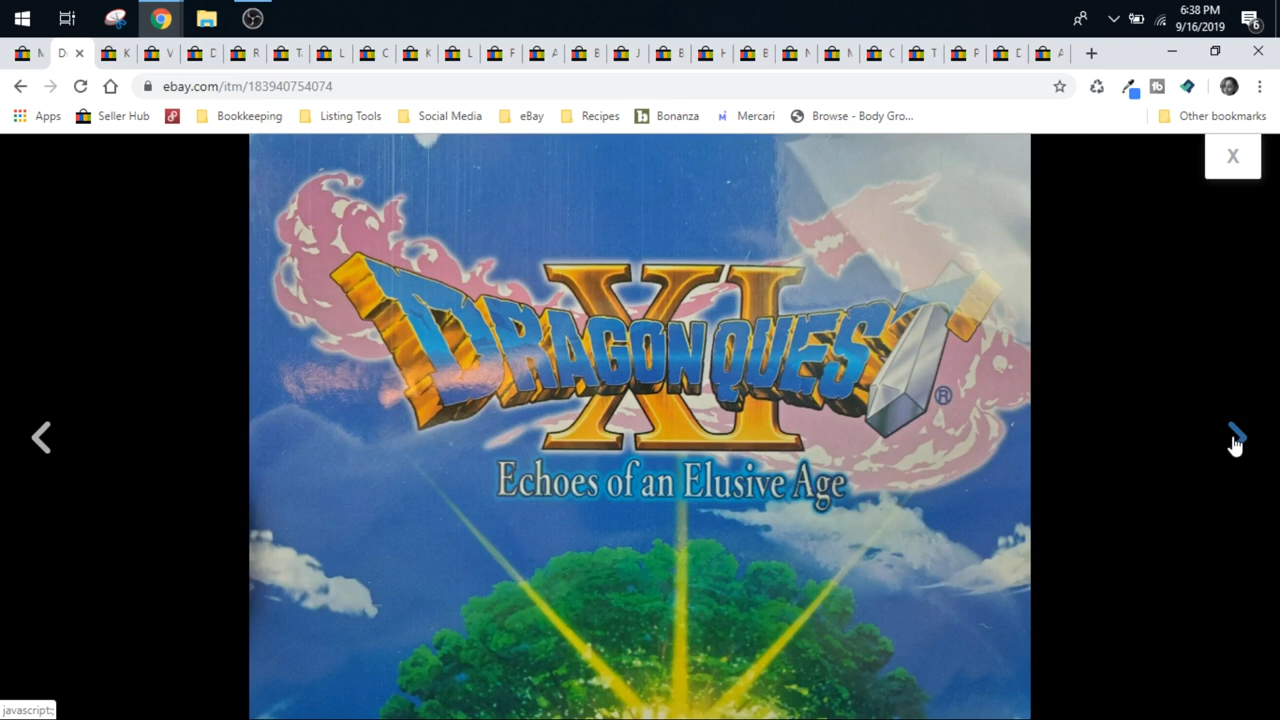 6:38 PM
9/16/2019
6
M
D
K
V
D
R
T
L
C
K
L
F
A
B
J
B
H
B
N
N
C
T
P
D
A
ebay.com/itm/183940754074
Apps
Seller Hub
Bookkeeping
Listing Tools
Social Media
eBay
Recipes
b
Bonanza
Mercari
Browse - Body Gro...
Other bookmarks
X
XI
DRAGON QUEST
®
Echoes of an Elusive Age
javascript:;